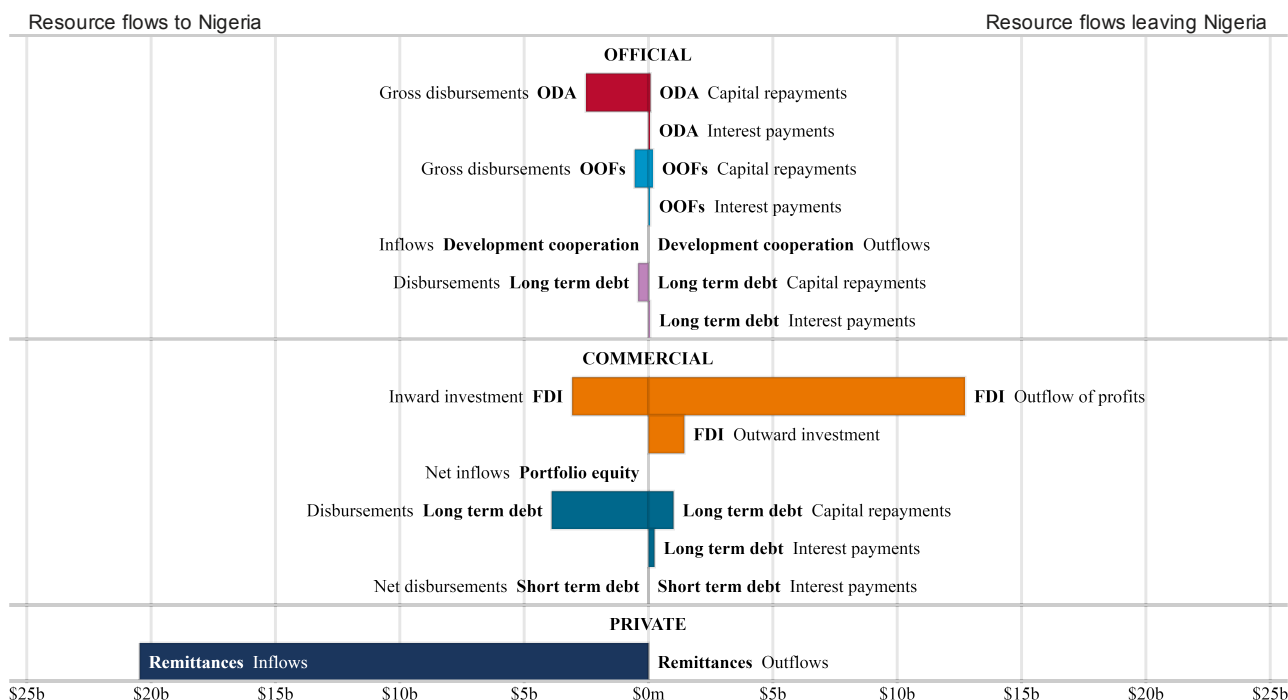 Resource flows to Nigeria Resource flows leaving Nigeria
OFFICIAL
Gross disbursements ODA ODA Capital repayments
ODA Interest payments
Gross disbursements OOFs OOFs Capital repayments
OOFs Interest payments
Inflows Development cooperation Development cooperation Outflows
Disbursements Long term debt Long term debt Capital repayments
Long term debt Interest payments
COMMERCIAL
Inward investment FDI FDI Outflow of profits
FDI Outward investment
Net inflows Portfolio equity
Disbursements Long term debt Long term debt Capital repayments
Long term debt Interest payments
Net disbursements Short term debt Short term debt Interest payments
PRIVATE
Remittances Inflows Remittances Outflows
$25b $20b $15b $10b $5b $0m $5b $10b $15b $20b $25b